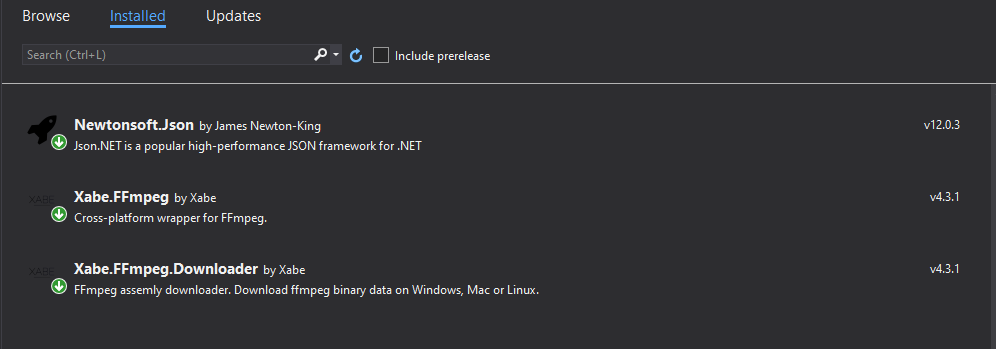 Browse Installed Updates
Search (Ctrl+L) Include prerelease
Newtonsoft.Json by James Newton-King v12.0.3
Json.NET is a popular high-performance JSON framework for .NET
XABE Xabe.FFmpeg by Xabe v4.3.1
Cross-platform wrapper for FFmpeg.
XABE Xabe.FFmpeg.Downloader by Xabe v4.3.1
FFmpeg assemly downloader. Download ffmpeg binary data on Windows, Mac or Linux.